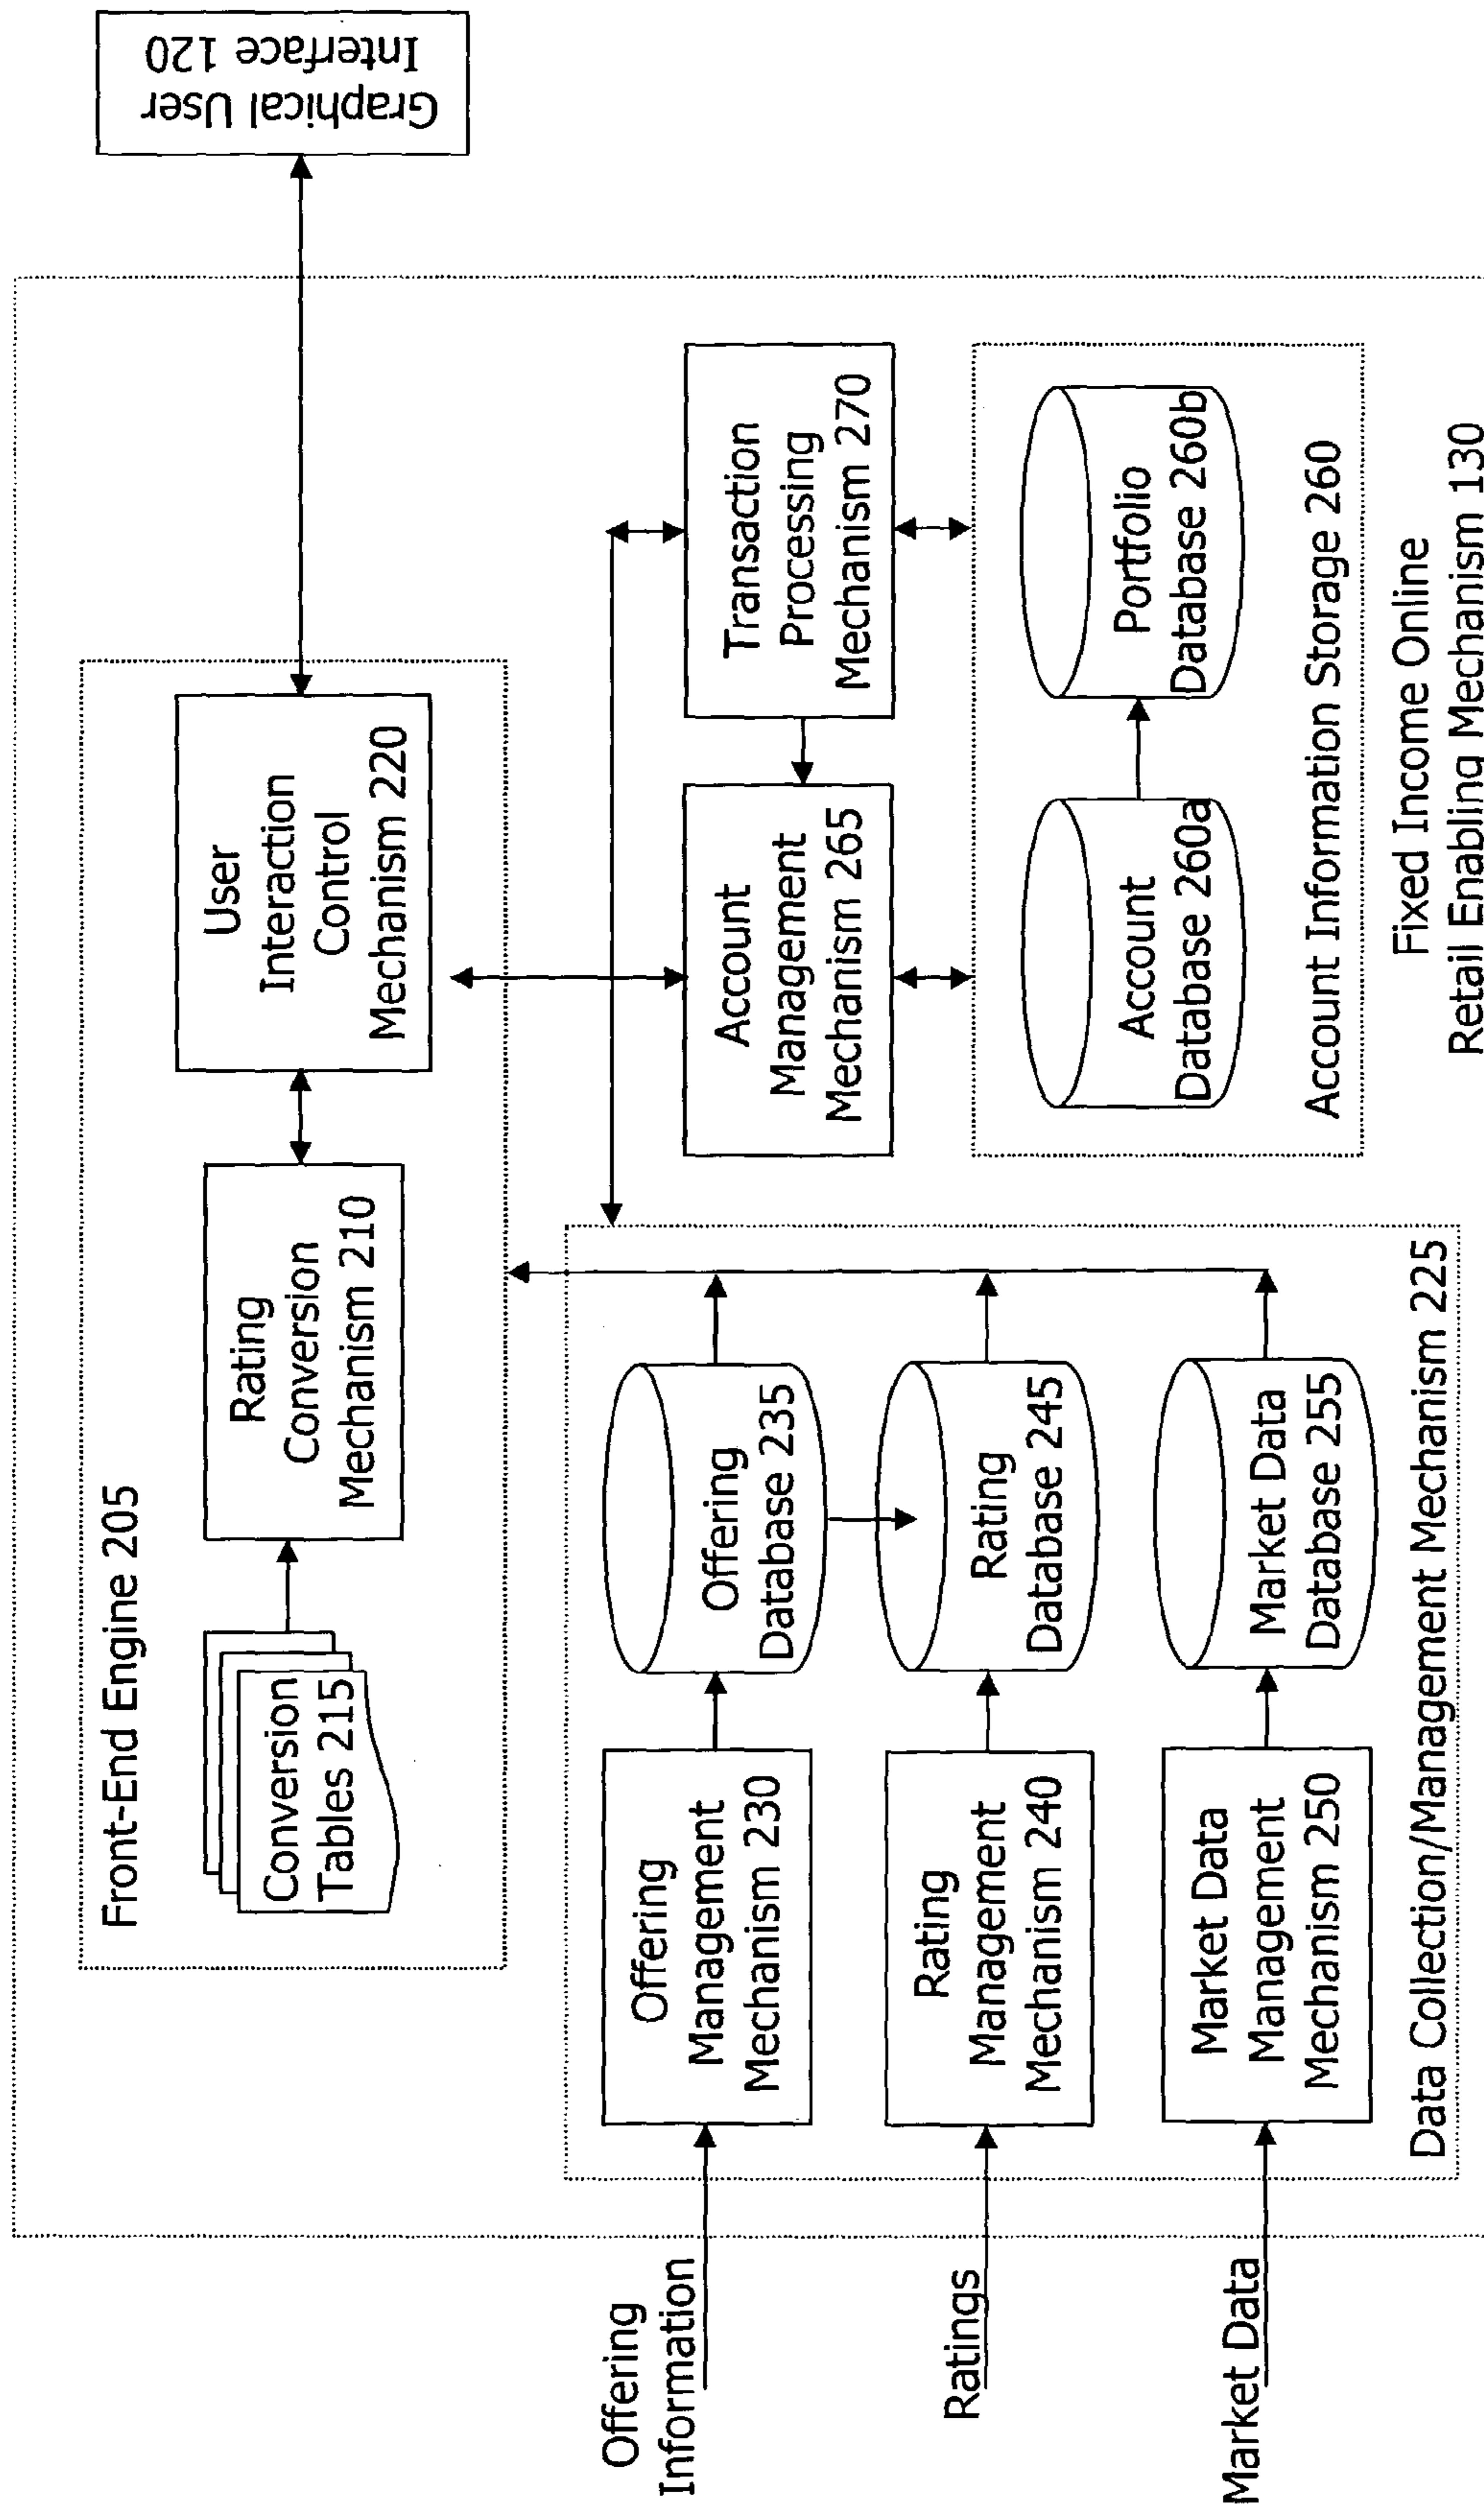 Front-End Engine 205
Conversion
Tables 215
Rating
Conversion
Mechanism 210
User
Interaction
Control
Mechanism 220
Graphical User
Interface 120
Offering
Information
Ratings
Market Data
Offering
Management
Mechanism 230
Offering
Database 235
Rating
Management
Mechanism 240
Rating
Database 245
Market Data
Management
Mechanism 250
Market Data
Database 255
Data Collection/Management Mechanism 225
Account
Management
Mechanism 265
Transaction
Processing
Mechanism 270
Account
Database 260a
Portfolio
Database 260b
Account Information Storage 260
Fixed Income Online
Retail Enabling Mechanism 130